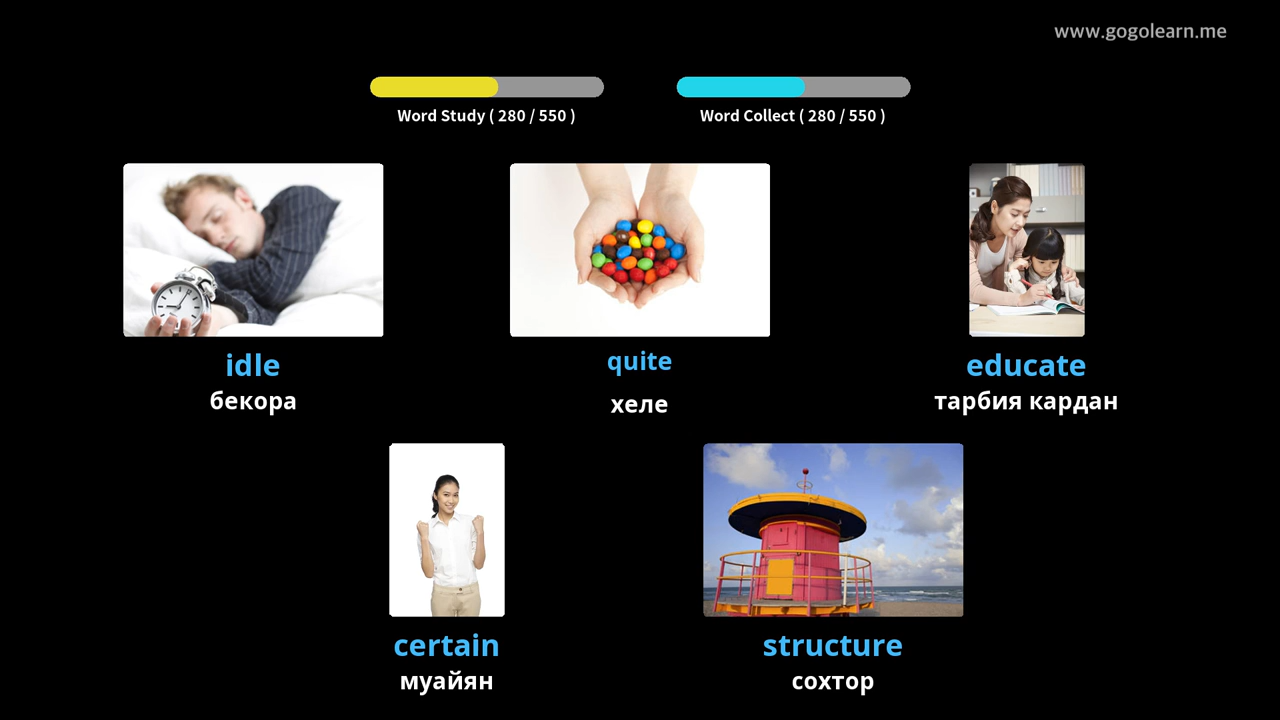 www.gogolearn.me
Word Study ( 280 / 550 )
Word Collect ( 280 / 550 )
idle
бекора
quite
хеле
educate
тарбия кардан
certain
муайян
structure
сохтор